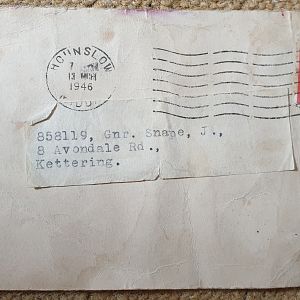 HOUNSLOW
13 MCH
1946
858119, Gnr. Snape, J.,
8 Avondale Rd.,
Kettering.